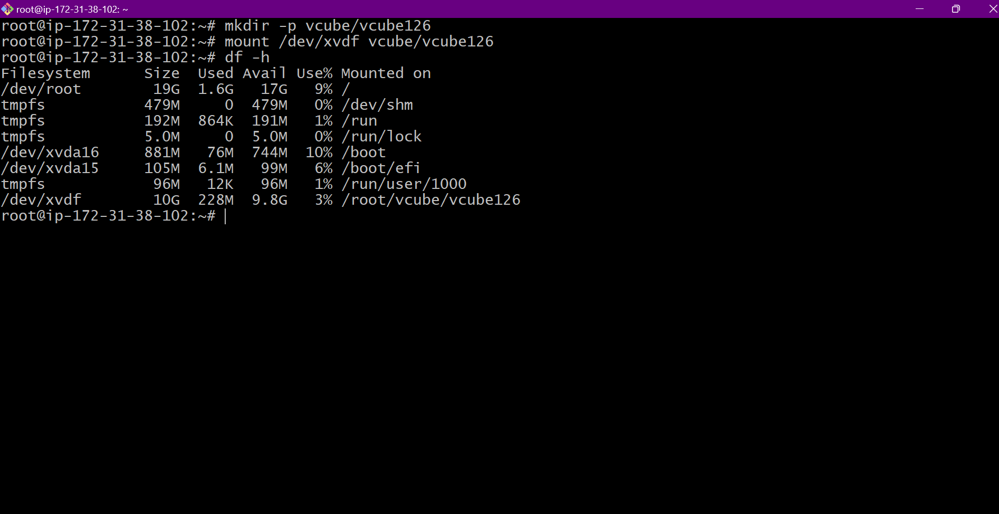 root@ip-172-31-38-102: ~
root@ip-172-31-38-102:~# mkdir -p vcube/vcube126
root@ip-172-31-38-102:~# mount /dev/xvdf vcube/vcube126
root@ip-172-31-38-102:~# df -h
Filesystem      Size  Used Avail Use% Mounted on
/dev/root        19G  1.6G   17G   9% /
tmpfs           479M     0  479M   0% /dev/shm
tmpfs           192M  864K  191M   1% /run
tmpfs           5.0M     0  5.0M   0% /run/lock
/dev/xvda16     881M   76M  744M  10% /boot
/dev/xvda15     105M  6.1M   99M   6% /boot/efi
tmpfs            96M   12K   96M   1% /run/user/1000
/dev/xvdf        10G  228M  9.8G   3% /root/vcube/vcube126
root@ip-172-31-38-102:~#